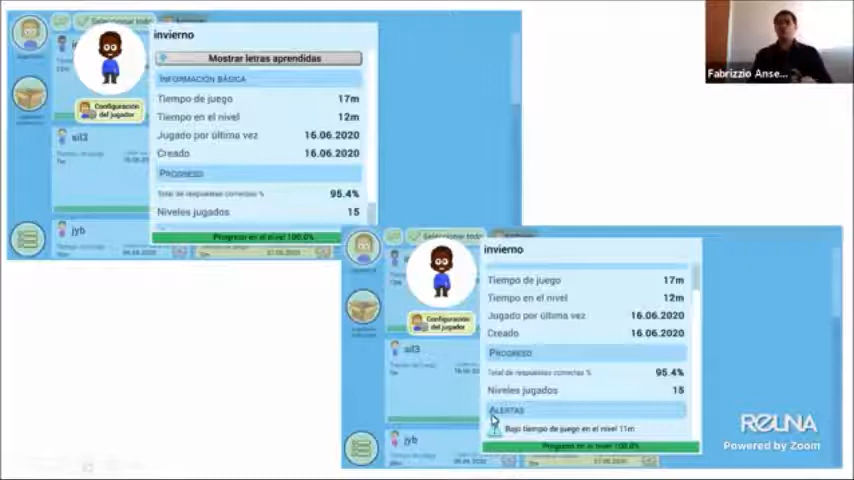 Seleccionar todo
invierno
Mostrar letras aprendidas
INFORMACIÓN BÁSICA
Tiempo de juego 17m
Tiempo en el nivel 12m
Jugado por última vez 16.06.2020
Creado 16.06.2020
PROGRESO
Total de respuestas correctas % 95.4%
Niveles jugados 15
Progreso en el nivel 100.0%
Configuración del jugador
sil3
jyb
Fabrizzio Anse...
Seleccionar todo
invierno
Tiempo de juego 17m
Tiempo en el nivel 12m
Jugado por última vez 16.06.2020
Creado 16.06.2020
PROGRESO
Total de respuestas correctas % 95.4%
Niveles jugados 15
ALERTAS
Bajo tiempo de juego en el nivel 11m
Progreso en el nivel 100.0%
Configuración del jugador
sil3
jyb
REUNA
Powered by Zoom